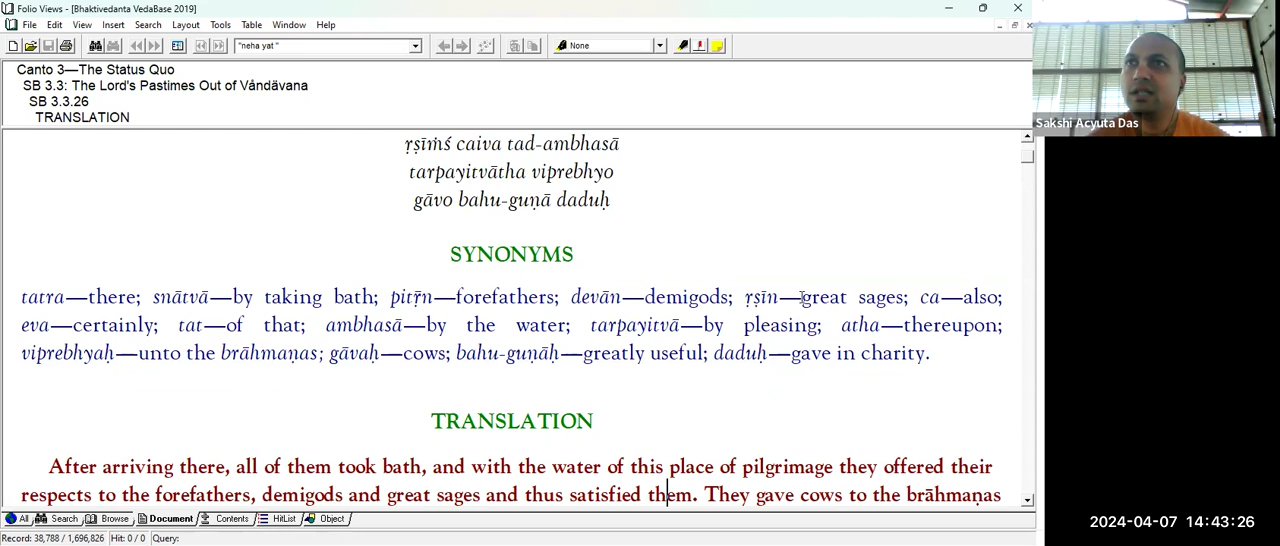 Folio Views - [Bhaktivedanta VedaBase 2019]
File Edit View Insert Search Layout Tools Table Window Help
"neha yat "
None
Canto 3—The Status Quo
SB 3.3: The Lord's Pastimes Out of Våndävana
SB 3.3.26
TRANSLATION
Sakshi Acyuta Das
ṛṣīṁś caiva tad-ambhasā
tarpayitvātha viprebhyo
gāvo bahu-guṇā daduḥ
SYNONYMS
tatra—there; snātvā—by taking bath; pitṝn—forefathers; devān—demigods; ṛṣīn—great sages; ca—also;
eva—certainly; tat—of that; ambhasā—by the water; tarpayitvā—by pleasing; atha—thereupon;
viprebhyaḥ—unto the brāhmaṇas; gāvaḥ—cows; bahu-guṇāḥ—greatly useful; daduḥ—gave in charity.
TRANSLATION
After arriving there, all of them took bath, and with the water of this place of pilgrimage they offered their
respects to the forefathers, demigods and great sages and thus satisfied them. They gave cows to the brāhmaṇas
All Search Browse Document Contents HitList Object
Record: 38,788 / 1,696,826 Hit: 0 / 0 Query:
2024-04-07 14:43:26